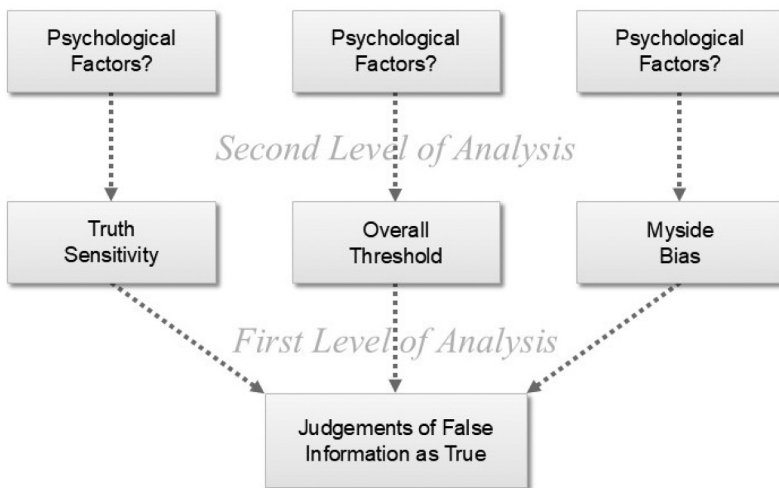 Psychological
Factors?
Psychological
Factors?
Psychological
Factors?
Second Level of Analysis
Truth
Sensitivity
Overall
Threshold
Myside
Bias
First Level of Analysis
Judgements of False
Information as True